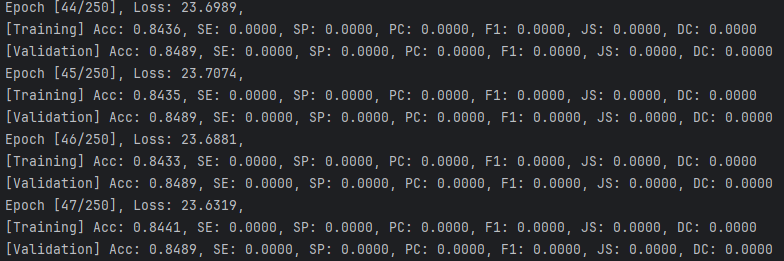 Epoch [44/250], Loss: 23.6989,
[Training] Acc: 0.8436, SE: 0.0000, SP: 0.0000, PC: 0.0000, F1: 0.0000, JS: 0.0000, DC: 0.0000
[Validation] Acc: 0.8489, SE: 0.0000, SP: 0.0000, PC: 0.0000, F1: 0.0000, JS: 0.0000, DC: 0.0000
Epoch [45/250], Loss: 23.7074,
[Training] Acc: 0.8435, SE: 0.0000, SP: 0.0000, PC: 0.0000, F1: 0.0000, JS: 0.0000, DC: 0.0000
[Validation] Acc: 0.8489, SE: 0.0000, SP: 0.0000, PC: 0.0000, F1: 0.0000, JS: 0.0000, DC: 0.0000
Epoch [46/250], Loss: 23.6881,
[Training] Acc: 0.8433, SE: 0.0000, SP: 0.0000, PC: 0.0000, F1: 0.0000, JS: 0.0000, DC: 0.0000
[Validation] Acc: 0.8489, SE: 0.0000, SP: 0.0000, PC: 0.0000, F1: 0.0000, JS: 0.0000, DC: 0.0000
Epoch [47/250], Loss: 23.6319,
[Training] Acc: 0.8441, SE: 0.0000, SP: 0.0000, PC: 0.0000, F1: 0.0000, JS: 0.0000, DC: 0.0000
[Validation] Acc: 0.8489, SE: 0.0000, SP: 0.0000, PC: 0.0000, F1: 0.0000, JS: 0.0000, DC: 0.0000